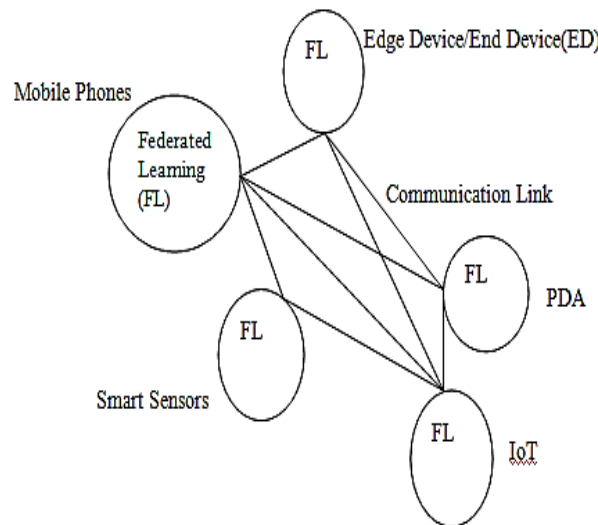 FL
Edge Device/End Device(ED)
Mobile Phones
Federated
Learning
(FL)
Communication Link
FL
PDA
FL
Smart Sensors
FL
IoT